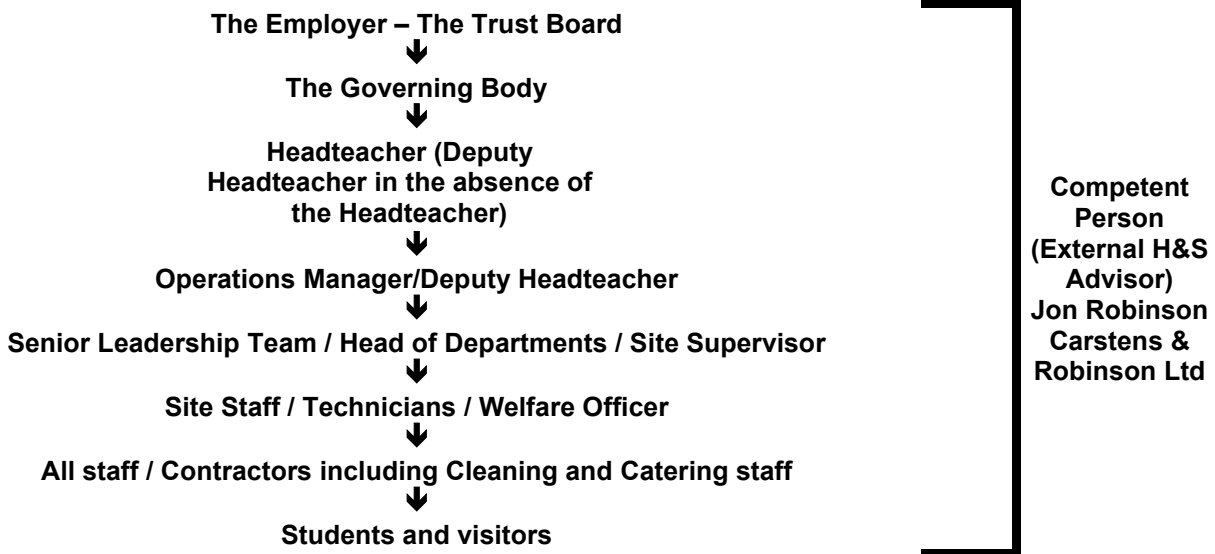 The Employer – The Trust Board
The Governing Body
Headteacher (Deputy
Headteacher in the absence of
the Headteacher)
Operations Manager/Deputy Headteacher
Senior Leadership Team / Head of Departments / Site Supervisor
Site Staff / Technicians / Welfare Officer
All staff / Contractors including Cleaning and Catering staff
Students and visitors
Competent
Person
(External H&S
Advisor)
Jon Robinson
Carstens &
Robinson Ltd